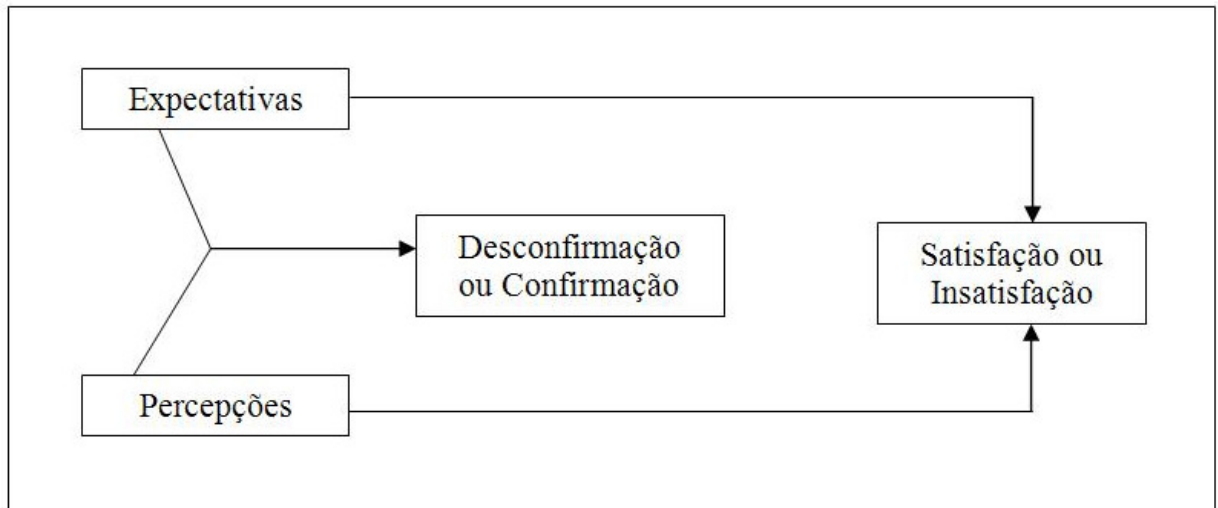 Expectativas
Desconfirmação
ou Confirmação
Satisfação ou
Insatisfação
Percepções